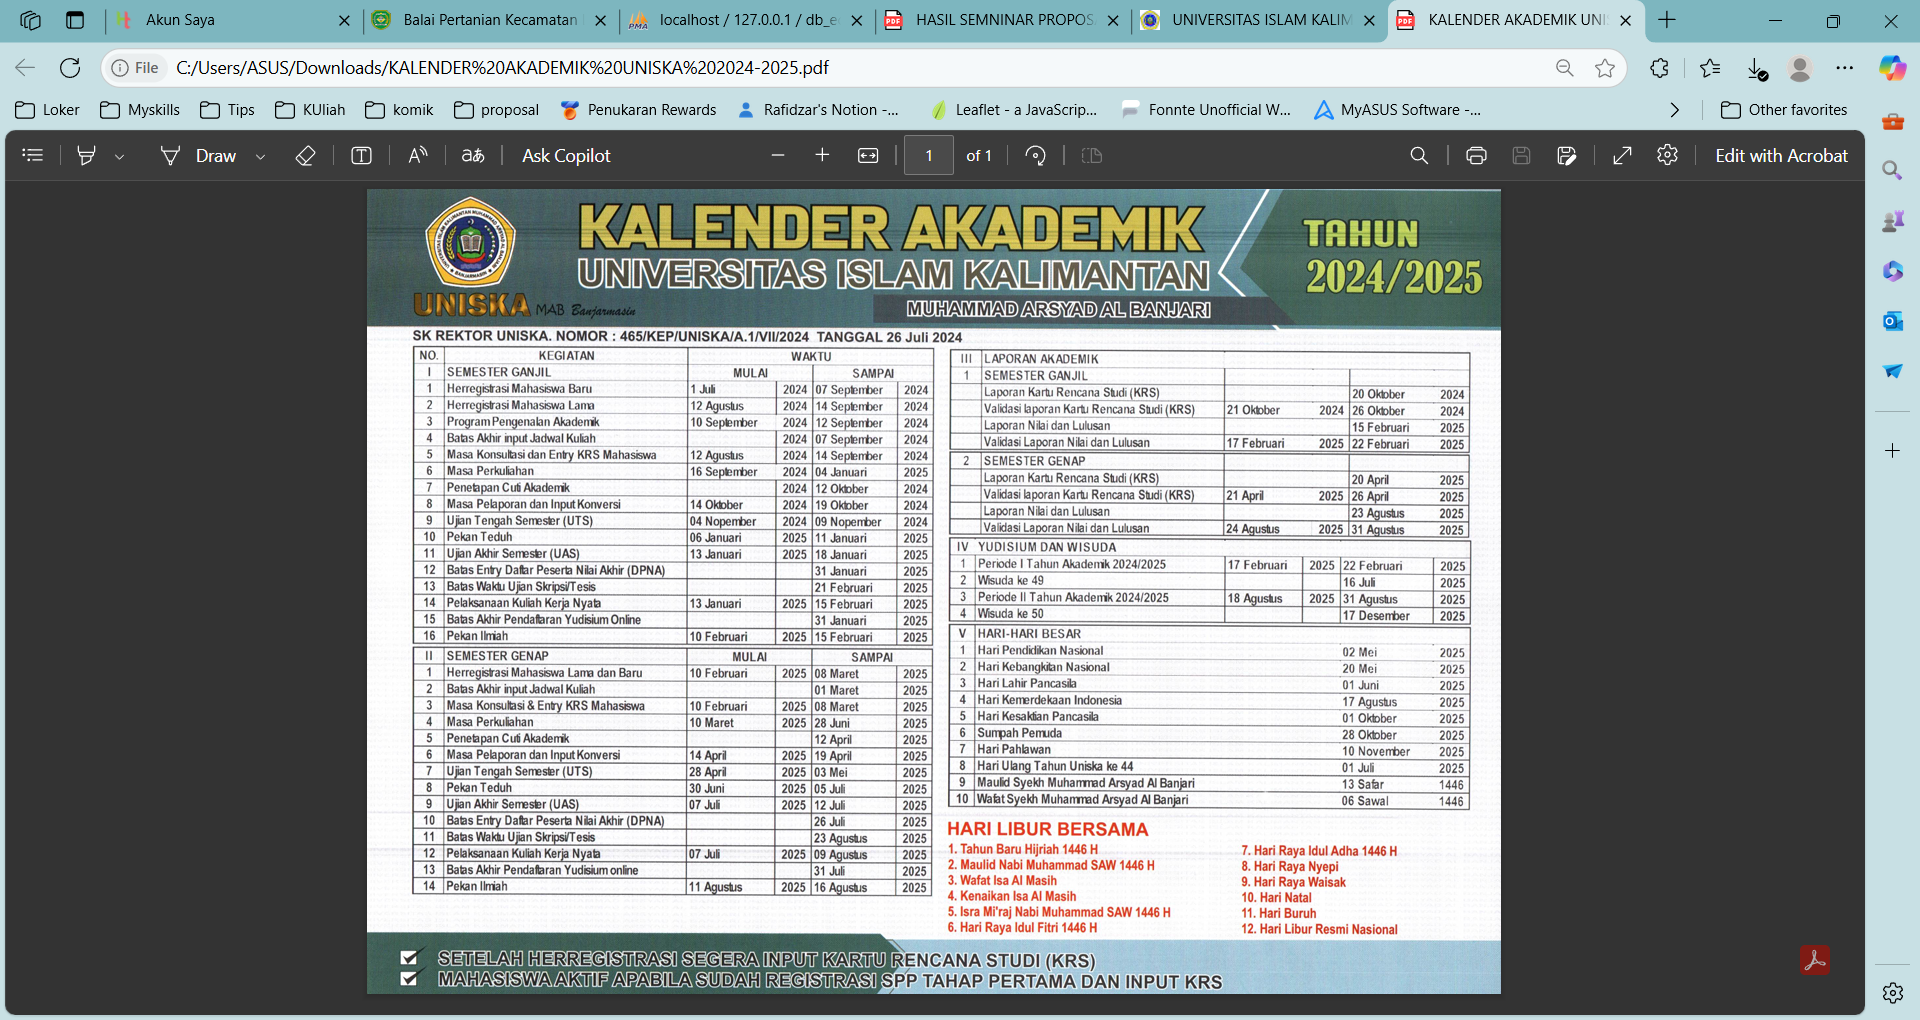 Akun Saya
Balai Pertanian Kecamatan
localhost / 127.0.0.1 / db_e
HASIL SEMNINAR PROPOS
UNIVERSITAS ISLAM KALIM
KALENDER AKADEMIK UNI
File C:/Users/ASUS/Downloads/KALENDER%20AKADEMIK%20UNISKA%202024-2025.pdf
Loker Myskills Tips KUliah komik proposal Penukaran Rewards Rafidzar's Notion -... Leaflet - a JavaScrip... Fonnte Unofficial W... MyASUS Software -... Other favorites
Draw Ask Copilot 1 of 1 Edit with Acrobat
KALENDER AKADEMIK
UNIVERSITAS ISLAM KALIMANTAN
MUHAMMAD ARSYAD AL BANJARI
TAHUN
2024/2025
UNISKA MAB Banjarmasin
SK REKTOR UNISKA. NOMOR : 465/KEP/UNISKA/A.1/VII/2024 TANGGAL 26 Juli 2024
NO. KEGIATAN WAKTU
I SEMESTER GANJIL MULAI SAMPAI
1 Herregistrasi Mahasiswa Baru 1 Juli 2024 07 September 2024
2 Herregistrasi Mahasiswa Lama 12 Agustus 2024 14 September 2024
3 Program Pengenalan Akademik 10 September 2024 12 September 2024
4 Batas Akhir input Jadwal Kuliah 2024 07 September 2024
5 Masa Konsultasi dan Entry KRS Mahasiswa 12 Agustus 2024 14 September 2024
6 Masa Perkuliahan 16 September 2024 04 Januari 2025
7 Penetapan Cuti Akademik 2024 12 Oktober 2024
8 Masa Pelaporan dan Input Konversi 14 Oktober 2024 19 Oktober 2024
9 Ujian Tengah Semester (UTS) 04 Nopember 2024 09 Nopember 2024
10 Pekan Teduh 06 Januari 2025 11 Januari 2025
11 Ujian Akhir Semester (UAS) 13 Januari 2025 18 Januari 2025
12 Batas Entry Daftar Peserta Nilai Akhir (DPNA) 31 Januari 2025
13 Batas Waktu Ujian Skripsi/Tesis 21 Februari 2025
14 Pelaksanaan Kuliah Kerja Nyata 13 Januari 2025 15 Februari 2025
15 Batas Akhir Pendaftaran Yudisium Online 31 Januari 2025
16 Pekan Ilmiah 10 Februari 2025 15 Februari 2025
II SEMESTER GENAP MULAI SAMPAI
1 Herregistrasi Mahasiswa Lama dan Baru 10 Februari 2025 08 Maret 2025
2 Batas Akhir input Jadwal Kuliah 01 Maret 2025
3 Masa Konsultasi & Entry KRS Mahasiswa 10 Februari 2025 08 Maret 2025
4 Masa Perkuliahan 10 Maret 2025 28 Juni 2025
5 Penetapan Cuti Akademik 12 April 2025
6 Masa Pelaporan dan Input Konversi 14 April 2025 19 April 2025
7 Ujian Tengah Semester (UTS) 28 April 2025 03 Mei 2025
8 Pekan Teduh 30 Juni 2025 05 Juli 2025
9 Ujian Akhir Semester (UAS) 07 Juli 2025 12 Juli 2025
10 Batas Entry Daftar Peserta Nilai Akhir (DPNA) 26 Juli 2025
11 Batas Waktu Ujian Skripsi/Tesis 23 Agustus 2025
12 Pelaksanaan Kuliah Kerja Nyata 07 Juli 2025 09 Agustus 2025
13 Batas Akhir Pendaftaran Yudisium online 31 Juli 2025
14 Pekan Ilmiah 11 Agustus 2025 16 Agustus 2025
III LAPORAN AKADEMIK
1 SEMESTER GANJIL
Laporan Kartu Rencana Studi (KRS) 20 Oktober 2024
Validasi laporan Kartu Rencana Studi (KRS) 21 Oktober 2024 26 Oktober 2024
Laporan Nilai dan Lulusan 15 Februari 2025
Validasi Laporan Nilai dan Lulusan 17 Februari 2025 22 Februari 2025
2 SEMESTER GENAP
Laporan Kartu Rencana Studi (KRS) 20 April 2025
Validasi laporan Kartu Rencana Studi (KRS) 21 April 2025 26 April 2025
Laporan Nilai dan Lulusan 23 Agustus 2025
Validasi Laporan Nilai dan Lulusan 24 Agustus 2025 31 Agustus 2025
IV YUDISIUM DAN WISUDA
1 Periode I Tahun Akademik 2024/2025 17 Februari 2025 22 Februari 2025
2 Wisuda ke 49 16 Juli 2025
3 Periode II Tahun Akademik 2024/2025 18 Agustus 2025 31 Agustus 2025
4 Wisuda ke 50 17 Desember 2025
V HARI-HARI BESAR
1 Hari Pendidikan Nasional 02 Mei 2025
2 Hari Kebangkitan Nasional 20 Mei 2025
3 Hari Lahir Pancasila 01 Juni 2025
4 Hari Kemerdekaan Indonesia 17 Agustus 2025
5 Hari Kesaktian Pancasila 01 Oktober 2025
6 Sumpah Pemuda 28 Oktober 2025
7 Hari Pahlawan 10 November 2025
8 Hari Ulang Tahun Uniska ke 44 01 Juli 2025
9 Maulid Syekh Muhammad Arsyad Al Banjari 13 Safar 1446
10 Wafat Syekh Muhammad Arsyad Al Banjari 06 Sawal 1446
HARI LIBUR BERSAMA
1. Tahun Baru Hijriah 1446 H
2. Maulid Nabi Muhammad SAW 1446 H
3. Wafat Isa Al Masih
4. Kenaikan Isa Al Masih
5. Isra Mi'raj Nabi Muhammad SAW 1446 H
6. Hari Raya Idul Fitri 1446 H
7. Hari Raya Idul Adha 1446 H
8. Hari Raya Nyepi
9. Hari Raya Waisak
10. Hari Natal
11. Hari Buruh
12. Hari Libur Resmi Nasional
SETELAH HERREGISTRASI SEGERA INPUT KARTU RENCANA STUDI (KRS)
MAHASISWA AKTIF APABILA SUDAH REGISTRASI SPP TAHAP PERTAMA DAN INPUT KRS